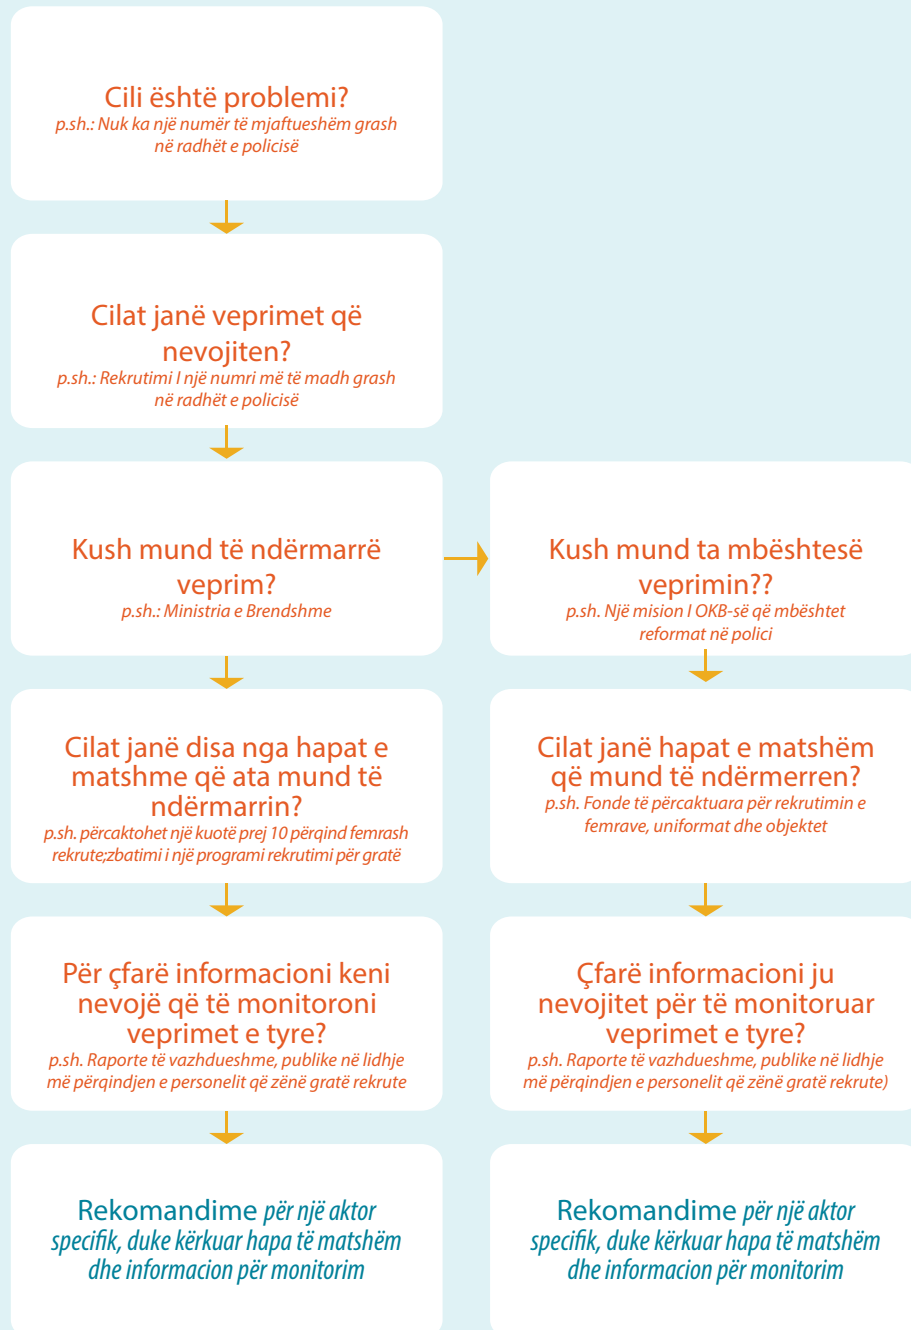 Cili është problemi?
p.sh.: Nuk ka një numër të mjaftueshëm grash
në radhët e policisë
Cilat janë veprimet që
nevojiten?
p.sh.: Rekrutimi I një numri më të madh grash
në radhët e policisë
Kush mund të ndërmarrë
veprim?
p.sh.: Ministria e Brendshme
Kush mund ta mbështesë
veprimin??
p.sh. Një mision I OKB-së që mbështet
reformat në polici
Cilat janë disa nga hapat e
matshme që ata mund të
ndërmarrin?
p.sh. përcaktohet një kuotë prej 10 përqind femrash
rekrute;zbatimi i një programi rekrutimi për gratë
Cilat janë hapat e matshëm
që mund të ndërmerren?
p.sh. Fonde të përcaktuara për rekrutimin e
femrave, uniformat dhe objektet
Për çfarë informacioni keni
nevojë që të monitoroni
veprimet e tyre?
p.sh. Raporte të vazhdueshme, publike në lidhje
më përqindjen e personelit që zënë gratë rekrute
Çfarë informacioni ju
nevojitet për të monitoruar
veprimet e tyre?
p.sh. Raporte të vazhdueshme, publike në lidhje
më përqindjen e personelit që zënë gratë rekrute)
Rekomandime për një aktor
specifik, duke kërkuar hapa të matshëm
dhe informacion për monitorim
Rekomandime për një aktor
specifik, duke kërkuar hapa të matshëm
dhe informacion për monitorim